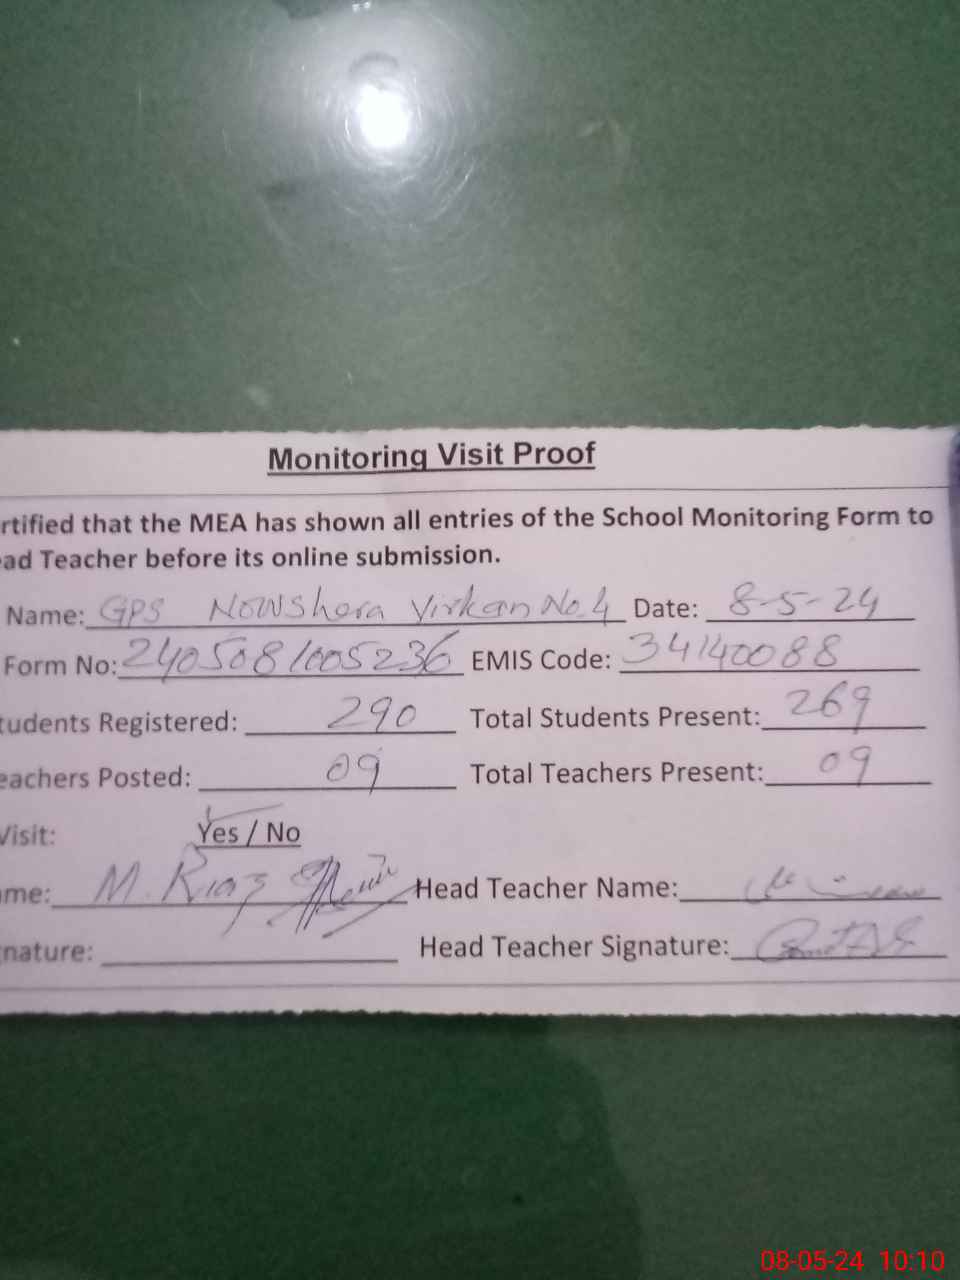 Monitoring Visit Proof
rtified that the MEA has shown all entries of the School Monitoring Form to
ad Teacher before its online submission.
Name: GPS Nowshera Virkan No.4 Date: 8-5-24
Form No: 2405081005236 EMIS Code: 34140088
tudents Registered: 290 Total Students Present: 269
eachers Posted: 09 Total Teachers Present: 09
Visit: Yes / No
me: M. Riaz Head Teacher Name:
nature: Head Teacher Signature:
08-05-24 10:10